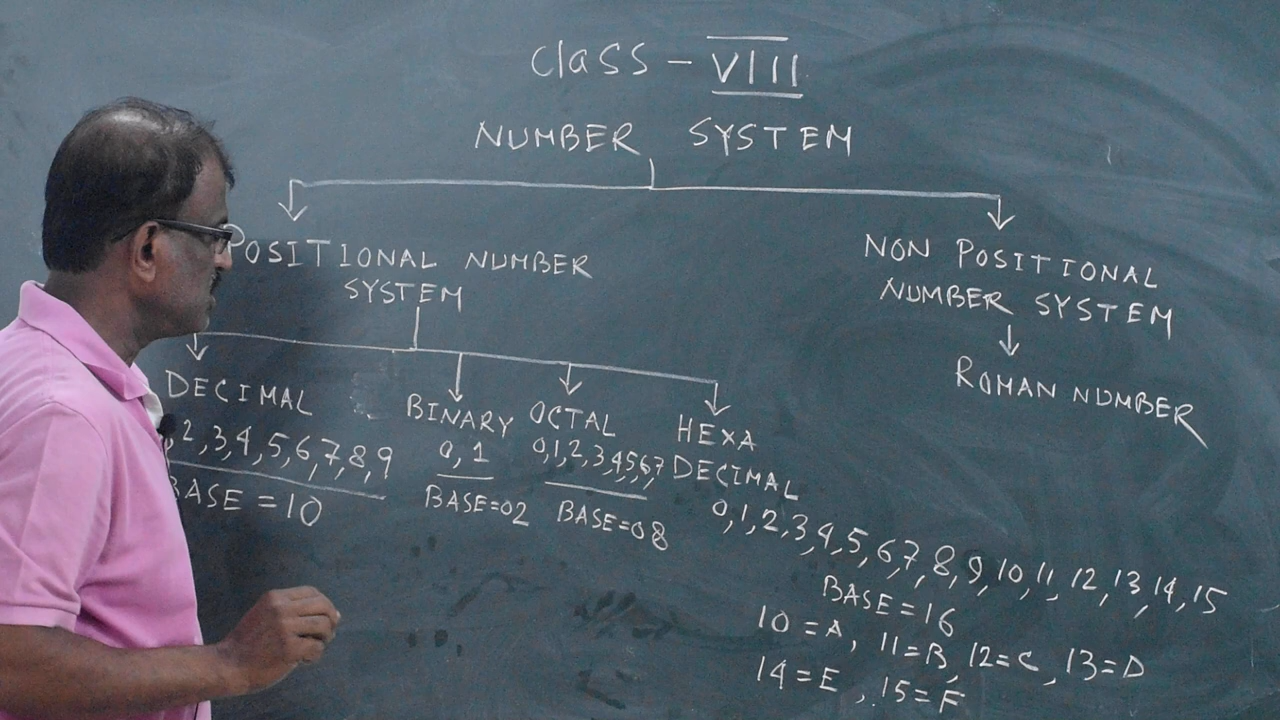 ClaSS - VIII
NUMBER SYSTEM
POSITIONAL NUMBER
SYSTEM
NON POSITIONAL
NUMBER SYSTEM
ROMAN NUMBER
DECIMAL
,2,3,4,5,6,7,8,9
BASE = 10
BINARY
0,1
BASE=02
OCTAL
0,1,2,3,4,5,6,7
BASE=08
HEXA
DECIMAL
0,1,2,3,4,5,6,7,8,9,10,11,12,13,14,15
BASE=16
10=A, 11=B, 12=C, 13=D
14=E, 15=F